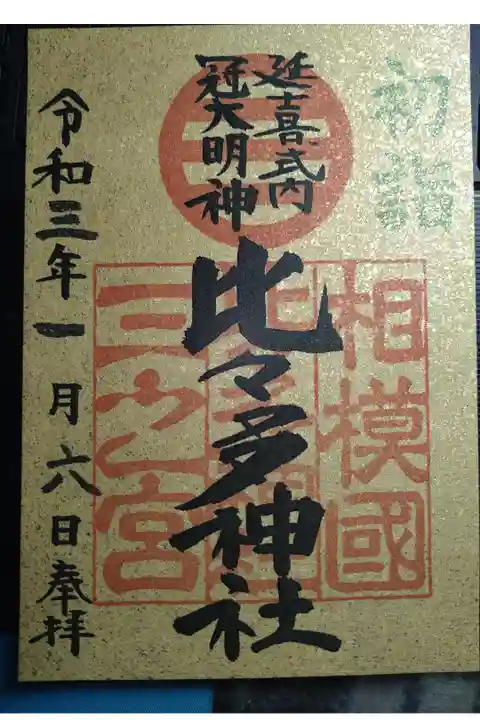 初詣
延喜式内
冠大明神
比々多神社
相模國
三之宮
令和三年一月六日奉拝